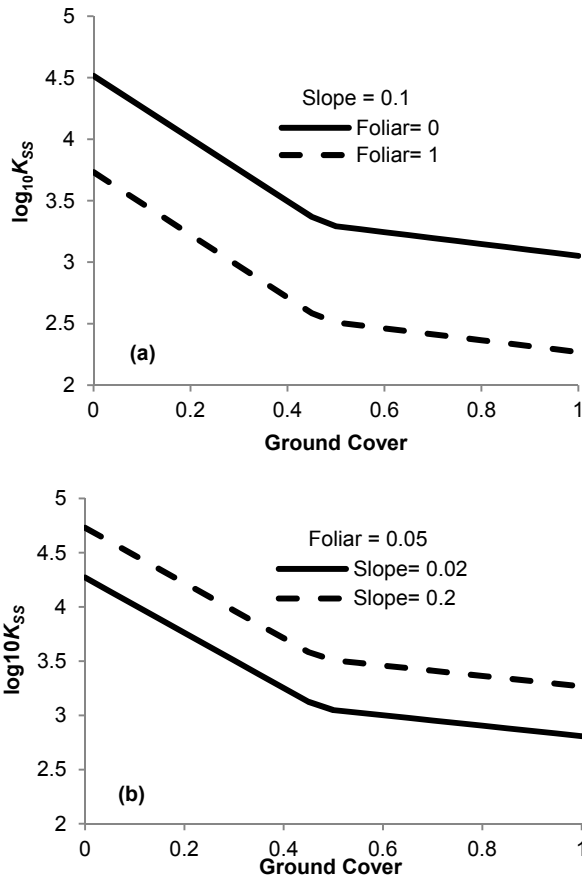 5
4.5
4
3.5
3
2.5
2
log10KSS
Slope = 0.1
Foliar= 0
Foliar= 1
(a)
0 0.2 0.4 0.6 0.8 1
Ground Cover
5
4.5
4
3.5
3
2.5
2
log10KSS
Foliar = 0.05
Slope= 0.02
Slope= 0.2
(b)
0 0.2 0.4 0.6 0.8 1
Ground Cover